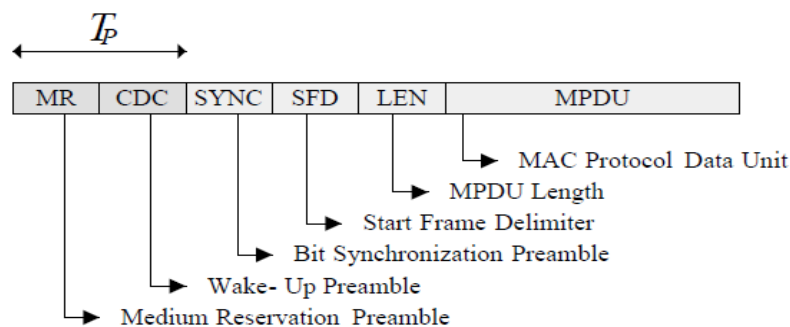 T_P
MR CDC SYNC SFD LEN MPDU
MAC Protocol Data Unit
MPDU Length
Start Frame Delimiter
Bit Synchronization Preamble
Wake- Up Preamble
Medium Reservation Preamble